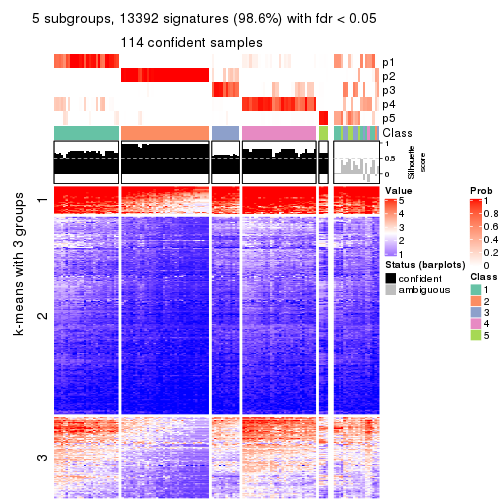 5 subgroups, 13392 signatures (98.6%) with fdr < 0.05
114 confident samples
p1
p2
p3
p4
p5
Class
1
0.5
0
Silhouette
score
k-means with 3 groups
1
2
3
Value
5
4
3
2
1
Status (barplots)
confident
ambiguous
Prob
1
0.8
0.6
0.4
0.2
0
Class
1
2
3
4
5